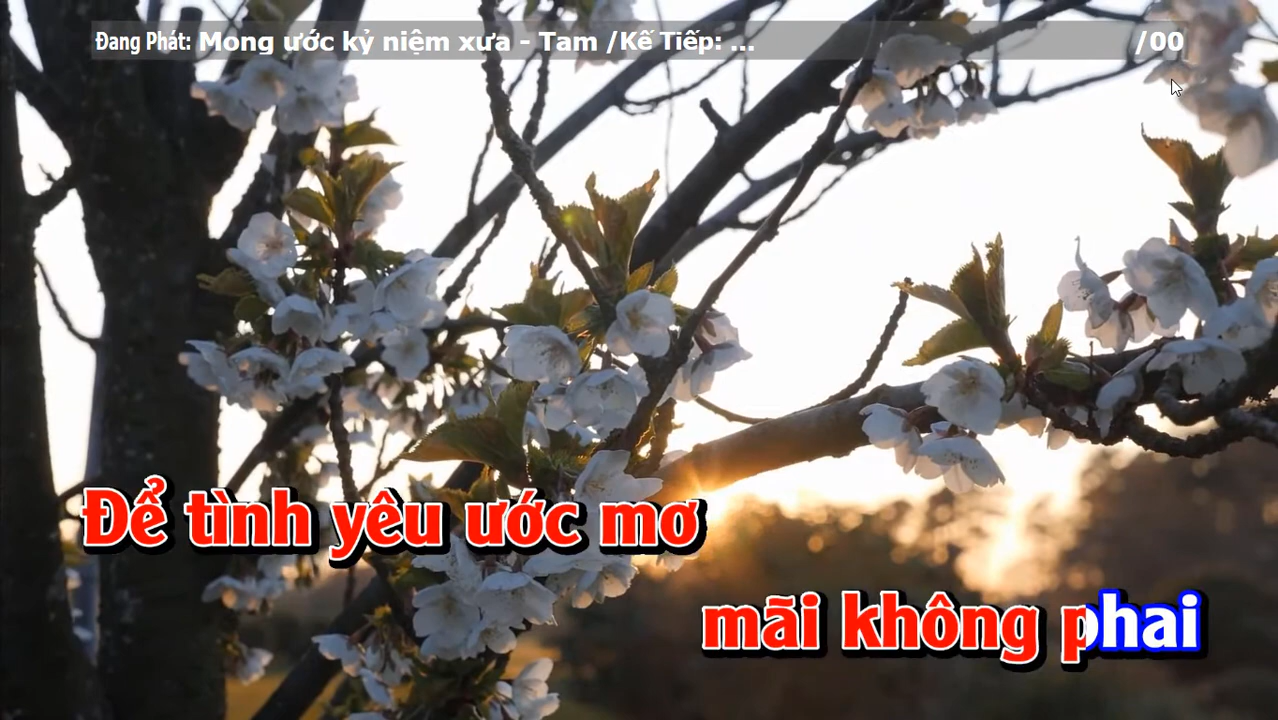 Đang Phát: Mong ước kỷ niệm xưa - Tam /Kế Tiếp: ... /00
Để tình yêu ước mơ
mãi không phai